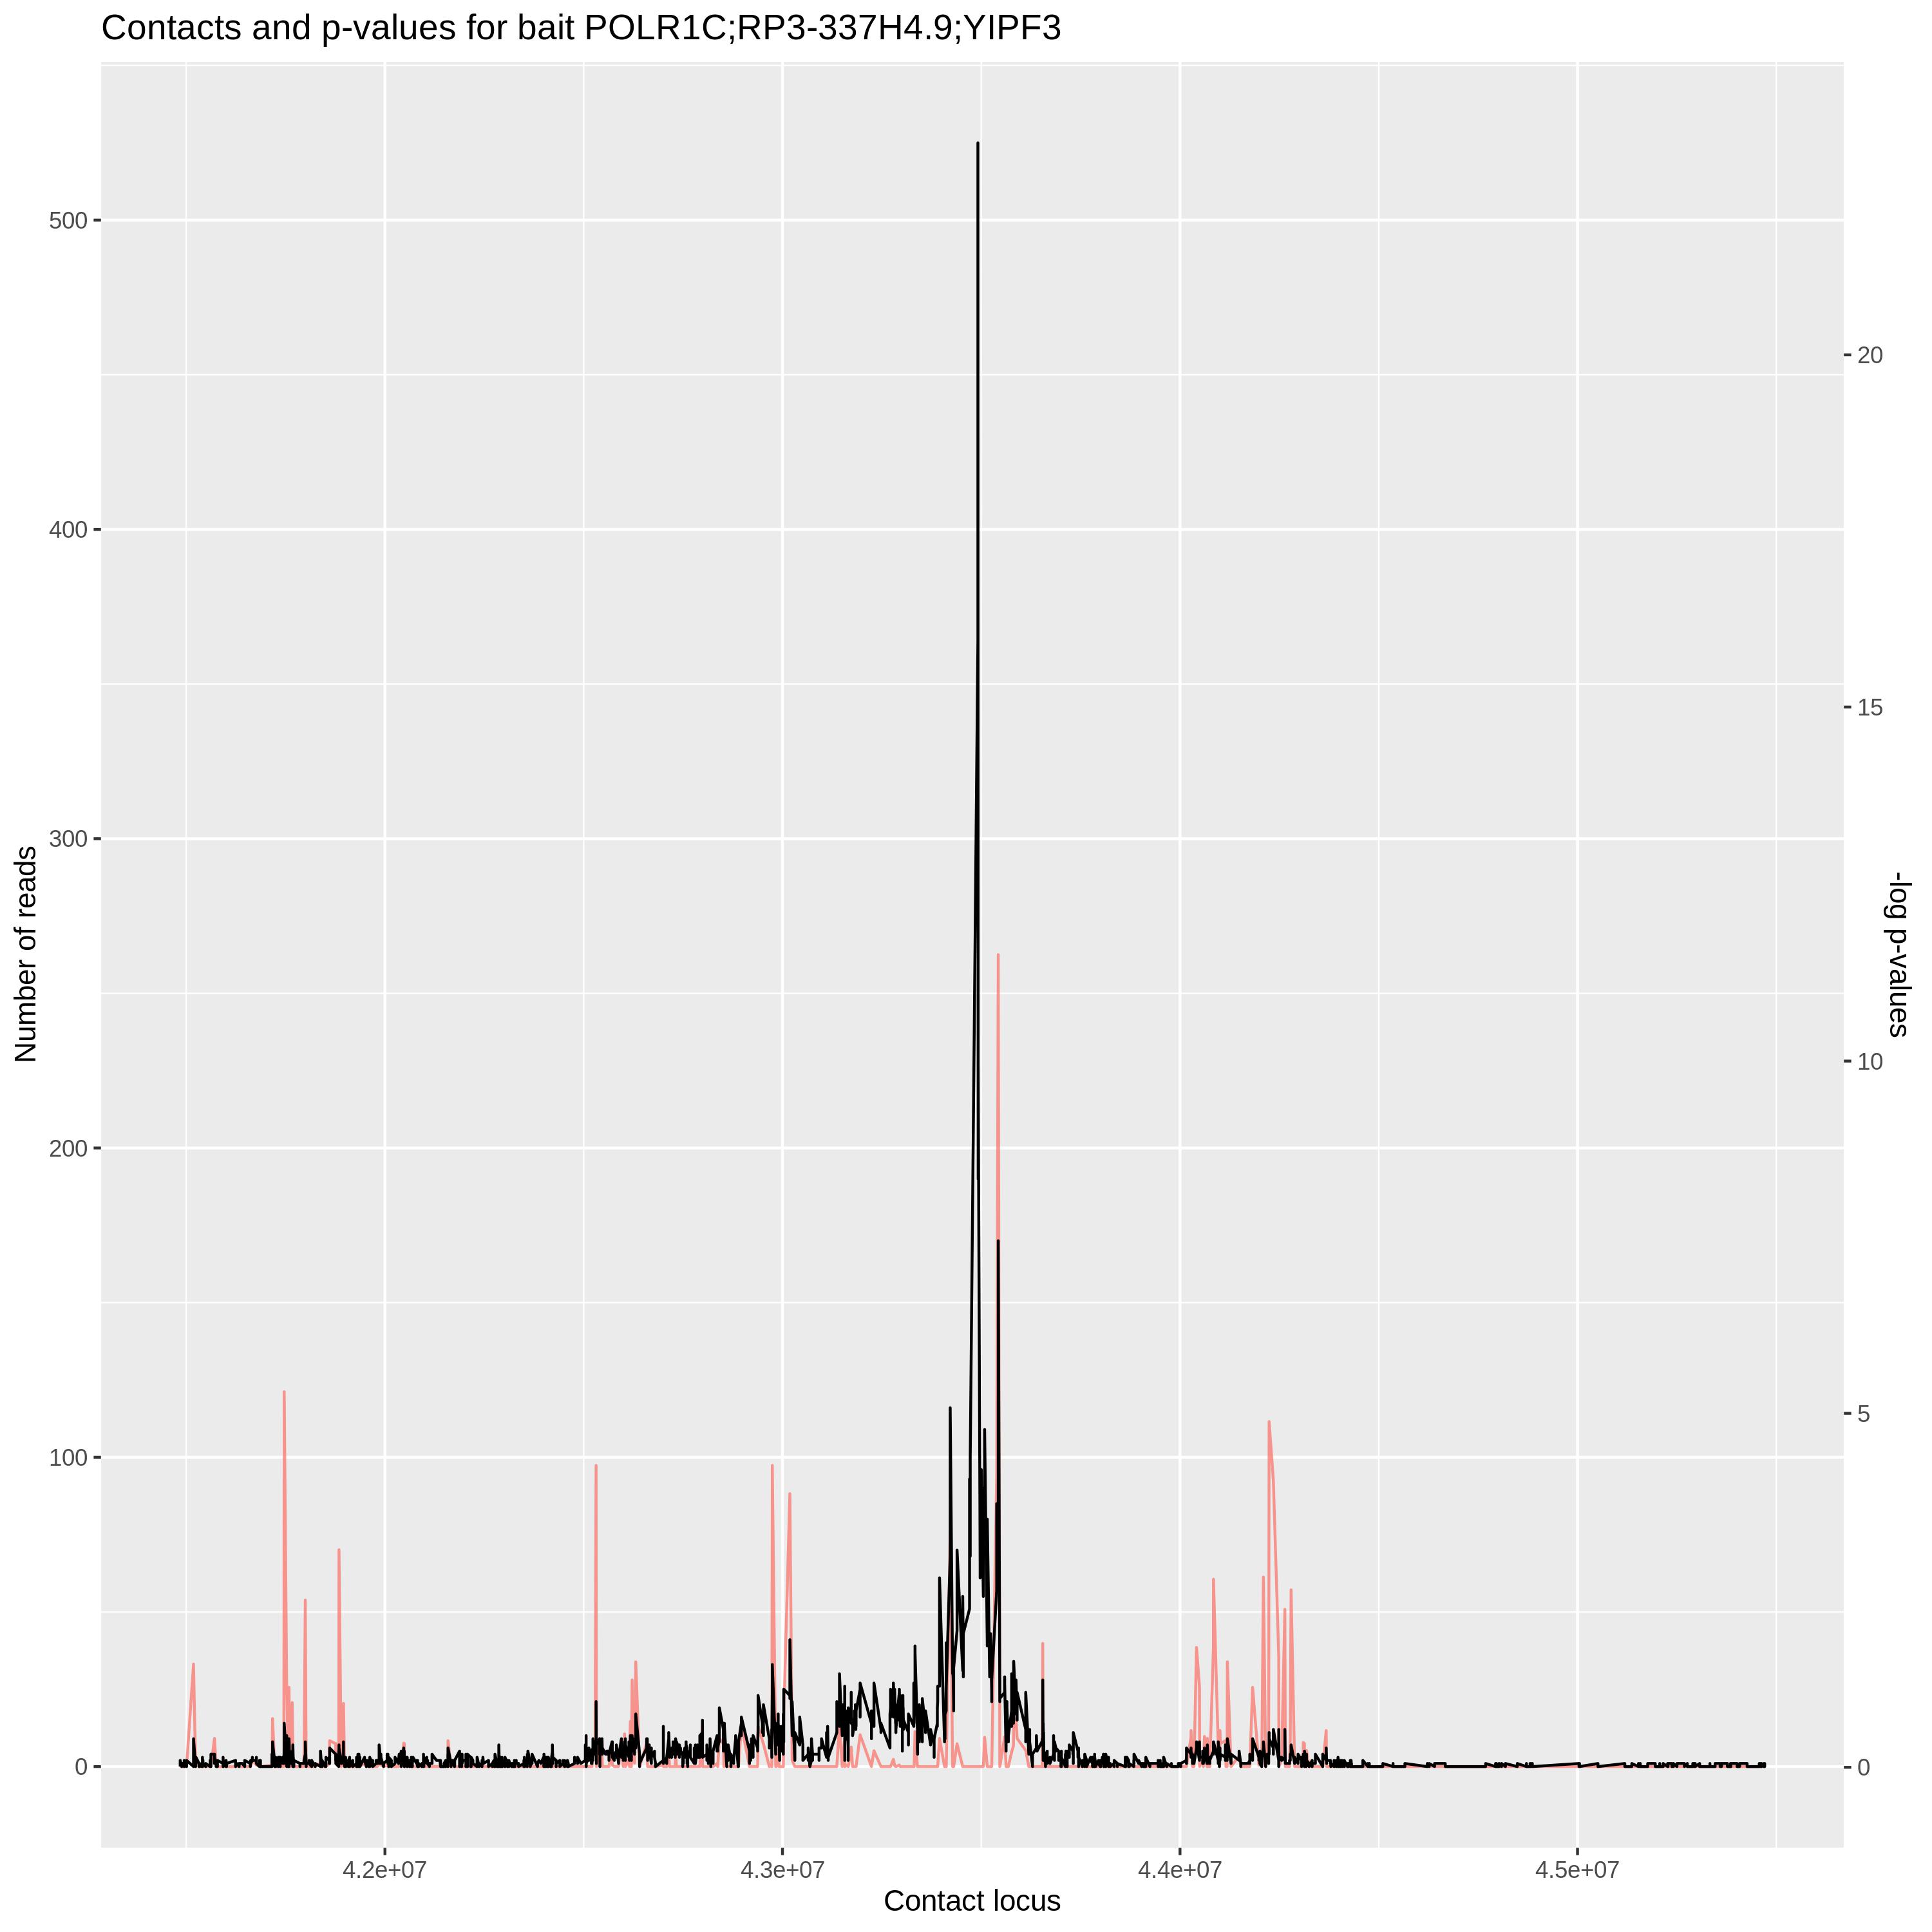 Contacts and p-values for bait POLR1C;RP3-337H4.9;YIPF3
Number of reads
500
400
300
200
100
0
20
15
10
5
0
-log p-values
4.2e+07
4.3e+07
4.4e+07
4.5e+07
Contact locus